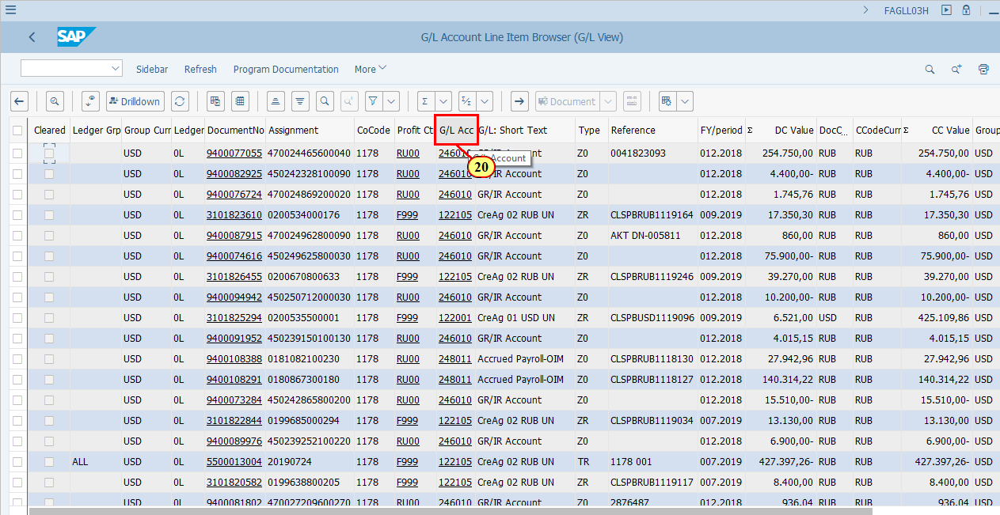 FAGLL03H
SAP G/L Account Line Item Browser (G/L View)
Sidebar Refresh Program Documentation More
Drilldown Σ Document
Cleared Ledger Grp Group Curr Ledger DocumentNo Assignment CoCode Profit Ct G/L Acc G/L: Short Text Type Reference FY/period Σ DC Value DocC... CCodeCurr Σ CC Value Group
USD 0L 9400077055 470024465600040 1178 RU00 246010 GR/IR Account Z0 0041823093 012.2018 254.750,00 RUB RUB 254.750,00 USD
Account
20
USD 0L 9400082925 450242328100090 1178 RU00 246010 GR/IR Account Z0 012.2018 4.400,00- RUB RUB 4.400,00- USD
USD 0L 9400076724 470024869200020 1178 RU00 246010 GR/IR Account Z0 012.2018 1.745,76 RUB RUB 1.745,76 USD
USD 0L 3101823610 0200534000176 1178 F999 122105 CreAg 02 RUB UN ZR CLSPBRUB1119164 009.2019 17.350,30 RUB RUB 17.350,30 USD
USD 0L 9400087915 470024962800090 1178 RU00 246010 GR/IR Account Z0 AKT DN-005811 012.2018 860,00 RUB RUB 860,00 USD
USD 0L 9400074616 450249625800030 1178 RU00 246010 GR/IR Account Z0 012.2018 75.900,00- RUB RUB 75.900,00- USD
USD 0L 3101826455 0200670800633 1178 F999 122105 CreAg 02 RUB UN ZR CLSPBRUB1119246 009.2019 39.270,00 RUB RUB 39.270,00 USD
USD 0L 9400094942 450250712000030 1178 RU00 246010 GR/IR Account Z0 012.2018 10.200,00- RUB RUB 10.200,00- USD
USD 0L 3101825294 0200535500001 1178 F999 122001 CreAg 01 USD UN ZR CLSPBUSD1119096 009.2019 6.521,00 USD RUB 425.109,86 USD
USD 0L 9400091952 450239150100130 1178 RU00 246010 GR/IR Account Z0 012.2018 4.015,15 RUB RUB 4.015,15 USD
USD 0L 9400108388 0181082100230 1178 RU00 248011 Accrued Payroll-OIM Z0 CLSPBRUB1118130 012.2018 27.942,96 RUB RUB 27.942,96 USD
USD 0L 9400108291 0180867300180 1178 RU00 248011 Accrued Payroll-OIM Z0 CLSPBRUB1118127 012.2018 140.314,22 RUB RUB 140.314,22 USD
USD 0L 9400073284 450242865800200 1178 RU00 246010 GR/IR Account Z0 012.2018 15.510,00- RUB RUB 15.510,00- USD
USD 0L 3101822844 0199685000294 1178 F999 122105 CreAg 02 RUB UN ZR CLSPBRUB1119034 007.2019 13.130,00 RUB RUB 13.130,00 USD
USD 0L 9400089976 450239252100220 1178 RU00 246010 GR/IR Account Z0 012.2018 6.900,00- RUB RUB 6.900,00- USD
ALL USD 0L 5500013004 20190724 1178 F999 122105 CreAg 02 RUB UN TR 1178 001 007.2019 427.397,26- RUB RUB 427.397,26- USD
USD 0L 3101820582 0199638800205 1178 F999 122105 CreAg 02 RUB UN ZR CLSPBRUB1119117 007.2019 8.400,00 RUB RUB 8.400,00 USD
USD 0L 9400081802 470027209600270 1178 RU00 246010 GR/IR Account Z0 2876487 012.2018 936,04 RUB RUB 936,04 USD